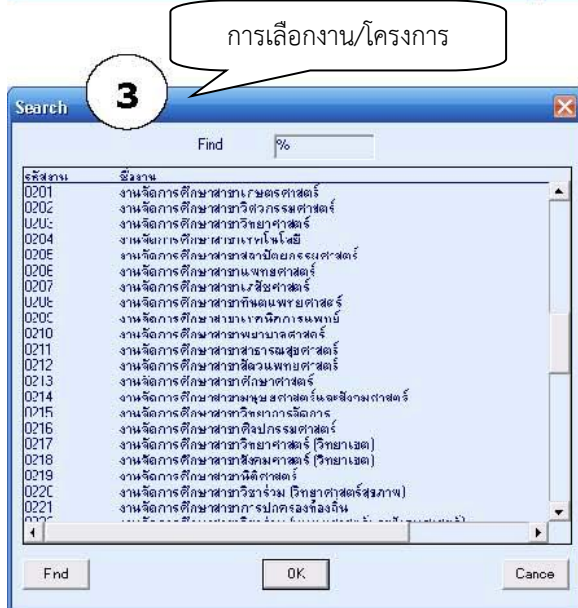 การเลือกงาน/โครงการ
3
Search
Find %
รหัสงาน ชื่องาน
0201 งานจัดการศึกษาสาขาเกษตรศาสตร์
0202 งานจัดการศึกษาสาขาวิศวกรรมศาสตร์
0203 งานจัดการศึกษาสาขาวิทยาศาสตร์
0204 งานจัดการศึกษาสาขาเทคโนโลยี
0205 งานจัดการศึกษาสาขาสถาปัตยกรรมศาสตร์
0206 งานจัดการศึกษาสาขาแพทยศาสตร์
0207 งานจัดการศึกษาสาขาเภสัชศาสตร์
0208 งานจัดการศึกษาสาขาทันตแพทยศาสตร์
0209 งานจัดการศึกษาสาขาเทคนิคการแพทย์
0210 งานจัดการศึกษาสาขาพยาบาลศาสตร์
0211 งานจัดการศึกษาสาขาสาธารณสุขศาสตร์
0212 งานจัดการศึกษาสาขาสัตวแพทยศาสตร์
0213 งานจัดการศึกษาสาขาศึกษาศาสตร์
0214 งานจัดการศึกษาสาขามนุษยศาสตร์และสังคมศาสตร์
0215 งานจัดการศึกษาสาขาวิทยาการจัดการ
0216 งานจัดการศึกษาสาขาศิลปกรรมศาสตร์
0217 งานจัดการศึกษาสาขาวิทยาศาสตร์ (วิทยาเขต)
0218 งานจัดการศึกษาสาขาสังคมศาสตร์ (วิทยาเขต)
0219 งานจัดการศึกษาสาขานิติศาสตร์
0220 งานจัดการศึกษาสาขาวิชาร่วม (วิทยาศาสตร์สุขภาพ)
0221 งานจัดการศึกษาสาขาการปกครองท้องถิ่น
Find OK Cance